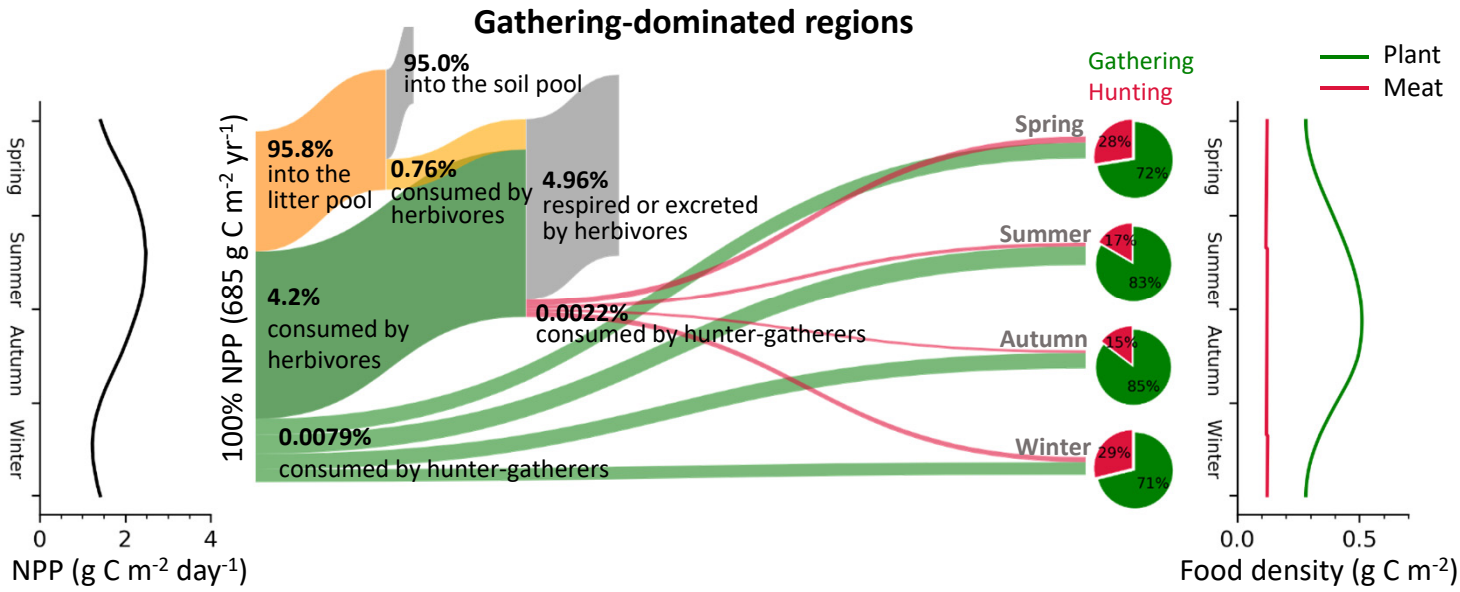 Gathering-dominated regions
Plant
Meat
Gathering
Hunting
Spring
Summer
Autumn
Winter
0
2
4
NPP (g C m⁻² day⁻¹)
100% NPP (685 g C m⁻² yr⁻¹)
95.8%
into the
litter pool
95.0%
into the soil pool
0.76%
consumed by
herbivores
4.96%
respired or excreted
by herbivores
4.2%
consumed by
herbivores
0.0022%
consumed by hunter-gatherers
0.0079%
consumed by hunter-gatherers
Spring
28%
72%
Summer
17%
83%
Autumn
15%
85%
Winter
29%
71%
Spring
Summer
Autumn
Winter
0.0
0.5
Food density (g C m⁻²)